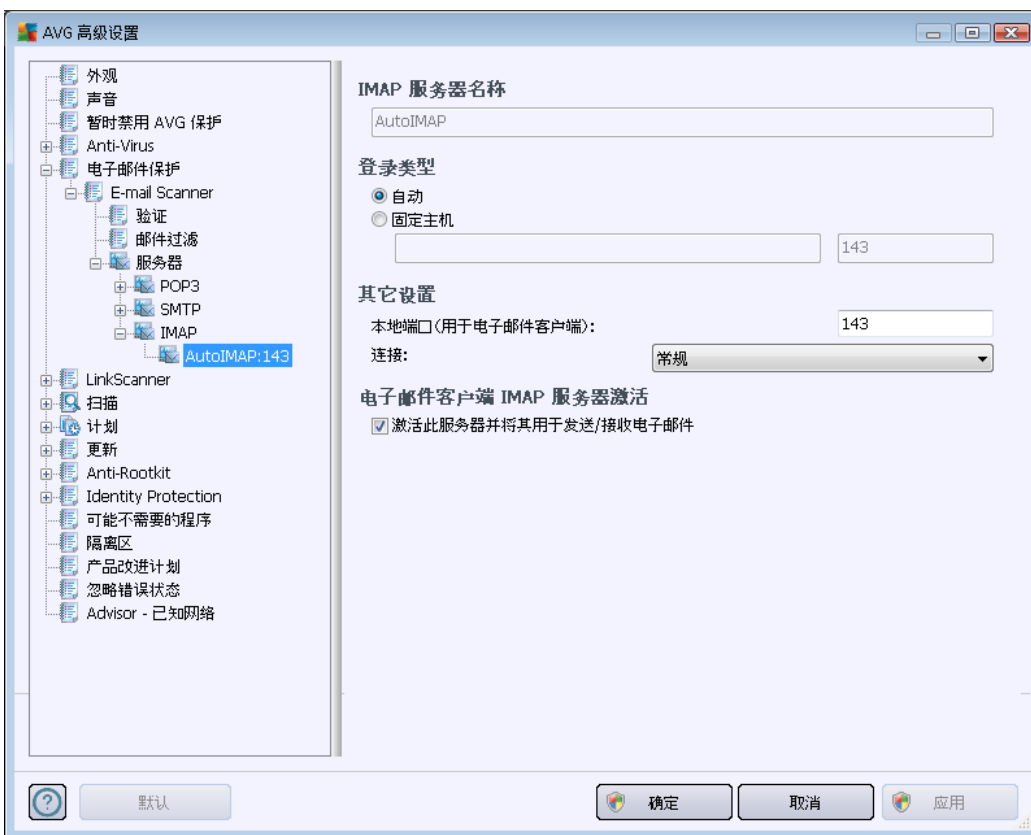 AVG 高级设置
外观
声音
暂时禁用 AVG 保护
Anti-Virus
电子邮件保护
E-mail Scanner
验证
邮件过滤
服务器
POP3
SMTP
IMAP
AutoIMAP:143
LinkScanner
扫描
计划
更新
Anti-Rootkit
Identity Protection
可能不需要的程序
隔离区
产品改进计划
忽略错误状态
Advisor - 已知网络
IMAP 服务器名称
AutoIMAP
登录类型
自动
固定主机
143
其它设置
本地端口(用于电子邮件客户端): 143
连接: 常规
电子邮件客户端 IMAP 服务器激活
激活此服务器并将其用于发送/接收电子邮件
默认 确定 取消 应用